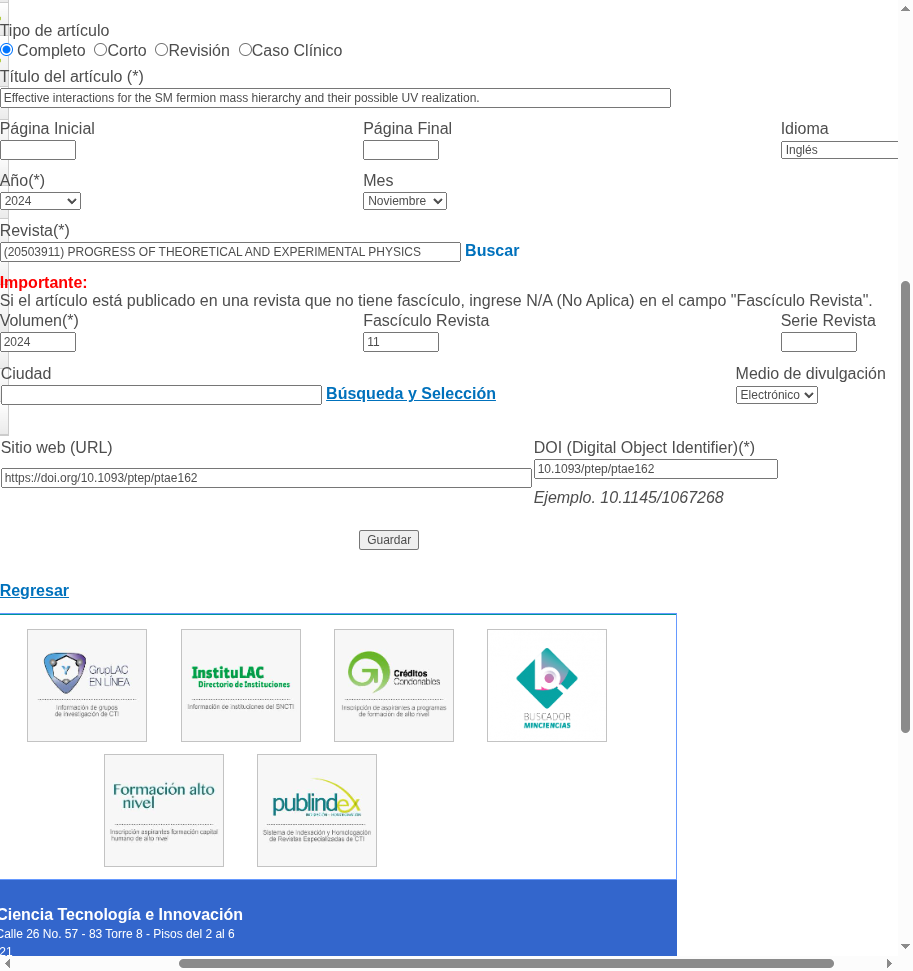 Tipo de artículo
Completo Corto Revisión Caso Clínico
Título del artículo (*)
Effective interactions for the SM fermion mass hierarchy and their possible UV realization.
Página Inicial Página Final Idioma
Inglés
Año(*) Mes
2024 Noviembre
Revista(*)
(20503911) PROGRESS OF THEORETICAL AND EXPERIMENTAL PHYSICS Buscar
Importante:
Si el artículo está publicado en una revista que no tiene fascículo, ingrese N/A (No Aplica) en el campo "Fascículo Revista".
Volumen(*) Fascículo Revista Serie Revista
2024 11
Ciudad Medio de divulgación
Búsqueda y Selección Electrónico
Sitio web (URL) DOI (Digital Object Identifier)(*)
https://doi.org/10.1093/ptep/ptae162 10.1093/ptep/ptae162
Ejemplo. 10.1145/1067268
Guardar
Regresar
GrupLAC
EN LÍNEA
Información de grupos
de investigación de CTI
InstituLAC
Directorio de Instituciones
Información de instituciones del SNCTI
Créditos
Condonables
Inscripción de aspirantes a programas
de formación de alto nivel
BUSCADOR
MINCIENCIAS
Formación alto
nivel
Inscripción aspirantes formación capital
humano de alto nivel
publindex
Sistema de Indexación y Homologación
de Revistas Especializadas de CTI
Ciencia Tecnología e Innovación
Calle 26 No. 57 - 83 Torre 8 - Pisos del 2 al 6
21